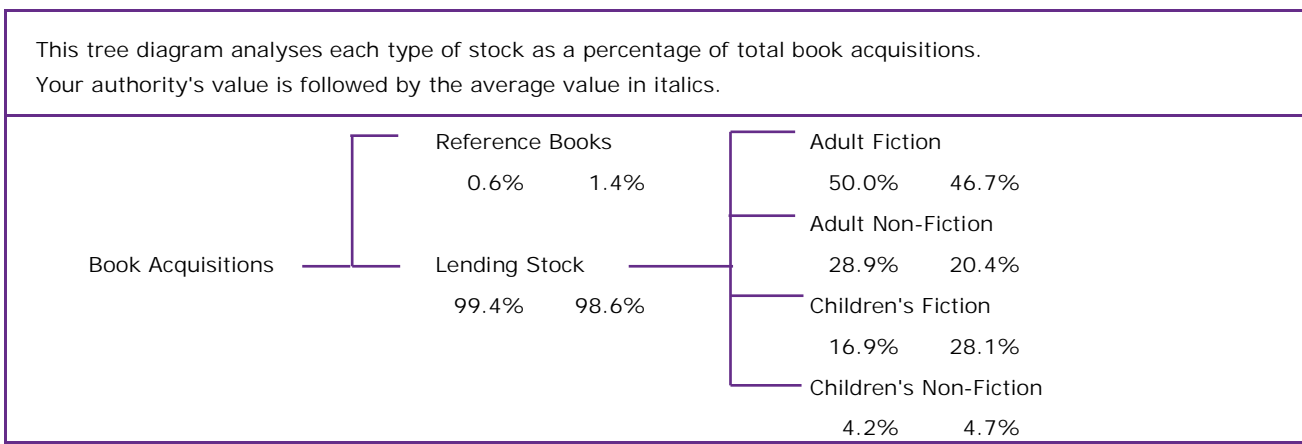 This tree diagram analyses each type of stock as a percentage of total book acquisitions.
Your authority's value is followed by the average value in italics.
Reference Books
0.6% 1.4%
Book Acquisitions
Lending Stock
99.4% 98.6%
Adult Fiction
50.0% 46.7%
Adult Non-Fiction
28.9% 20.4%
Children's Fiction
16.9% 28.1%
Children's Non-Fiction
4.2% 4.7%